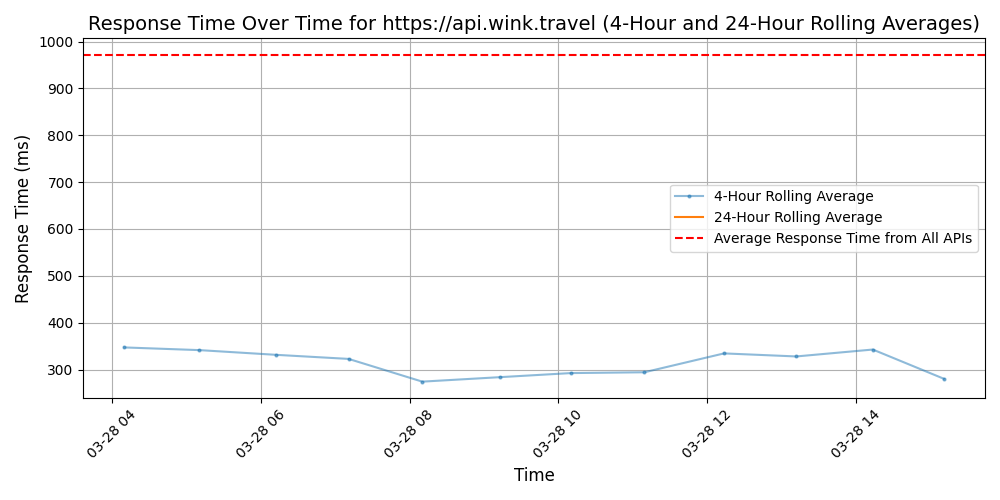 Response Time Over Time for https://api.wink.travel (4-Hour and 24-Hour Rolling Averages)
Response Time (ms)
1000
900
800
700
600
500
400
300
4-Hour Rolling Average
24-Hour Rolling Average
Average Response Time from All APIs
03-28 04
03-28 06
03-28 08
03-28 10
03-28 12
03-28 14
Time